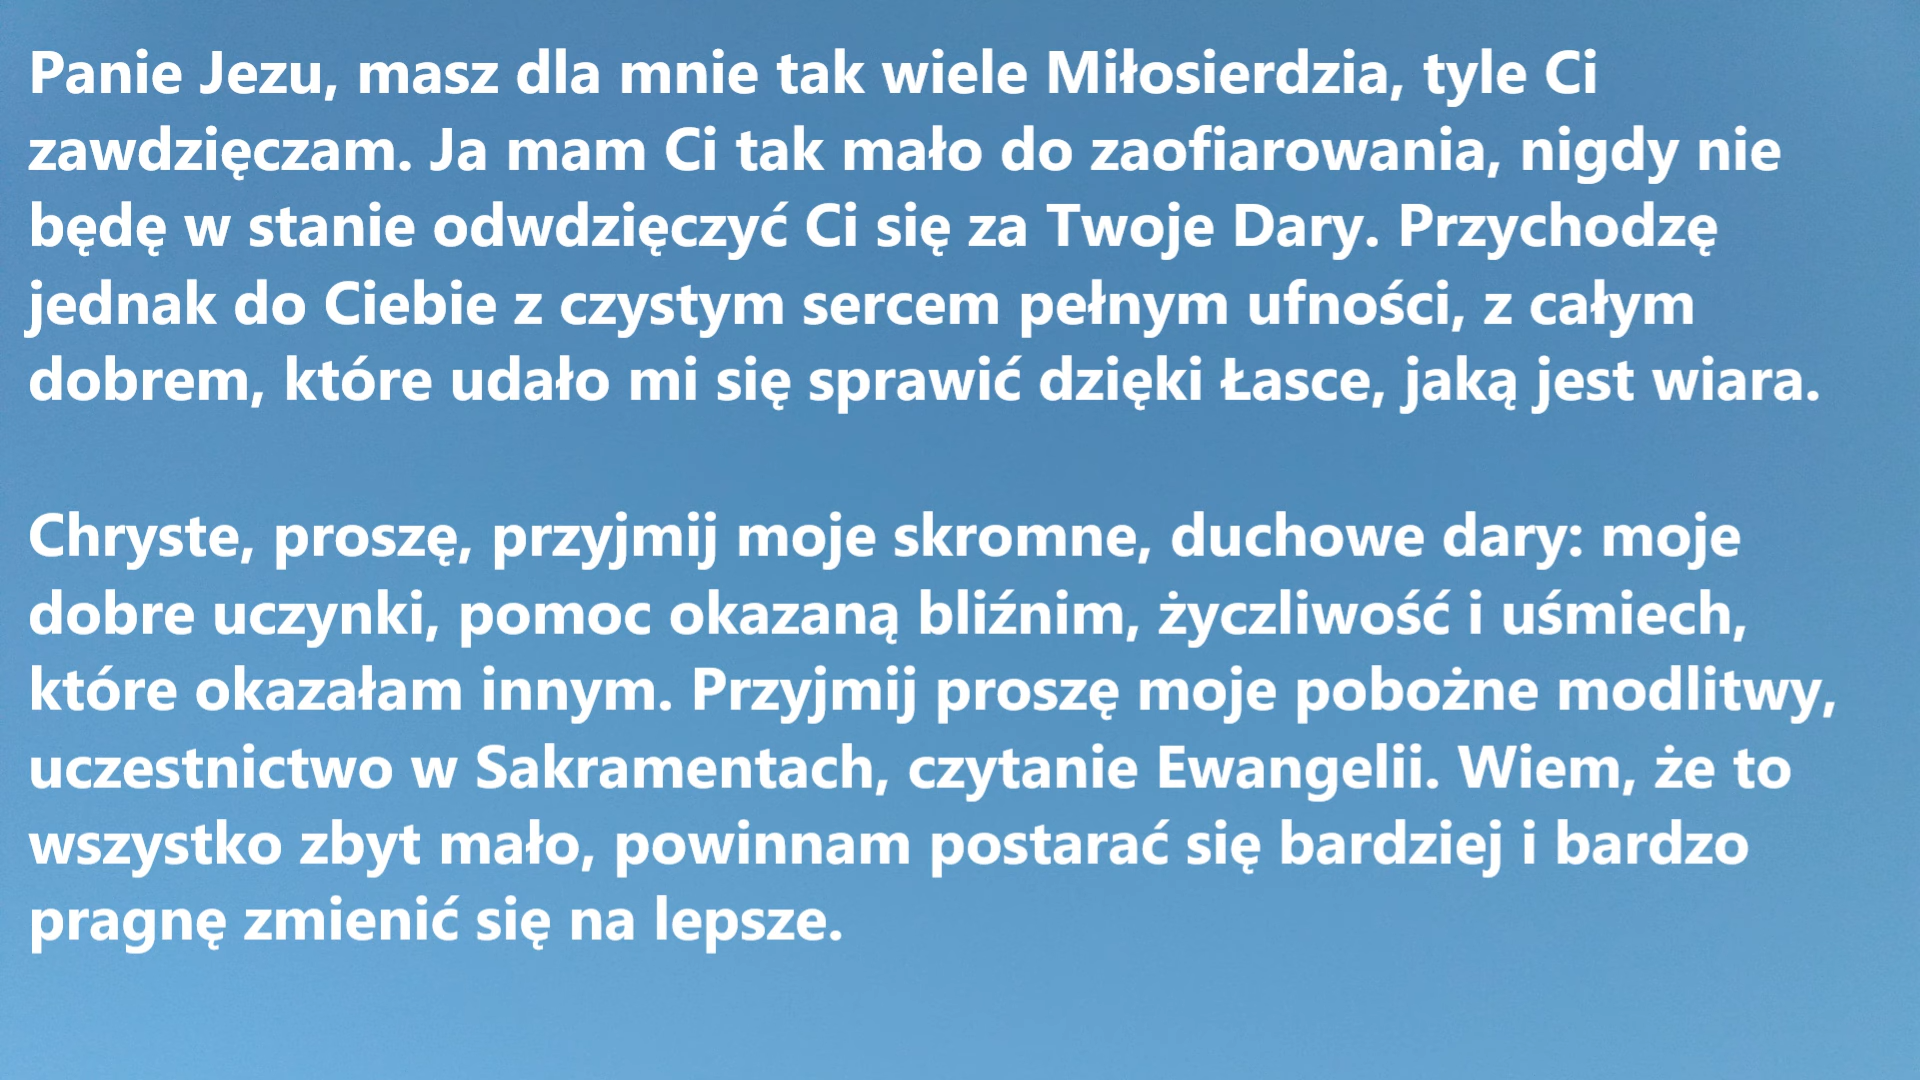 Panie Jezu, masz dla mnie tak wiele Miłosierdzia, tyle Ci
zawdzięczam. Ja mam Ci tak mało do zaofiarowania, nigdy nie
będę w stanie odwdzięczyć Ci się za Twoje Dary. Przychodzę
jednak do Ciebie z czystym sercem pełnym ufności, z całym
dobrem, które udało mi się sprawić dzięki Łasce, jaką jest wiara.
Chryste, proszę, przyjmij moje skromne, duchowe dary: moje
dobre uczynki, pomoc okazaną bliźnim, życzliwość i uśmiech,
które okazałam innym. Przyjmij proszę moje pobożne modlitwy,
uczestnictwo w Sakramentach, czytanie Ewangelii. Wiem, że to
wszystko zbyt mało, powinnam postarać się bardziej i bardzo
pragnę zmienić się na lepsze.